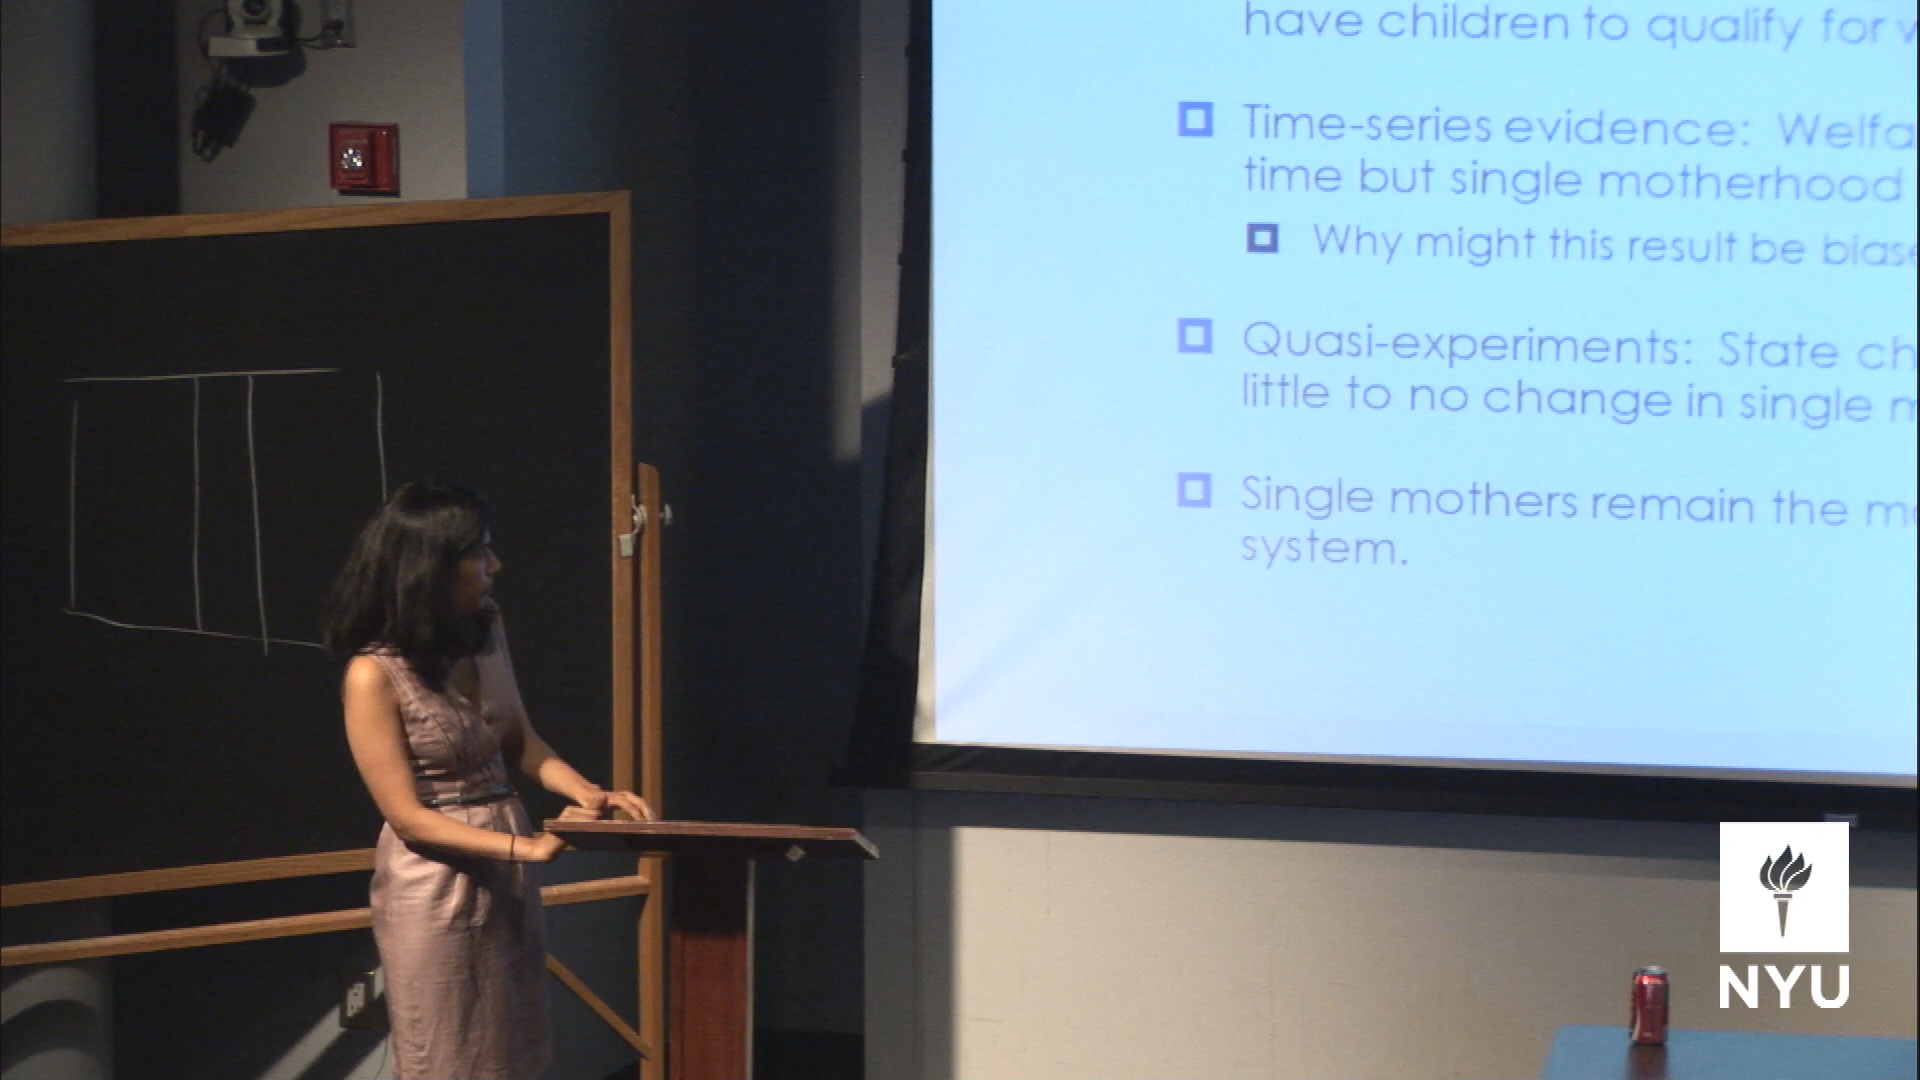 have children to qualify for
Time-series evidence: Welfa
time but single motherhood
Why might this result be biase
Quasi-experiments: State ch
little to no change in single m
Single mothers remain the mo
system.
NYU